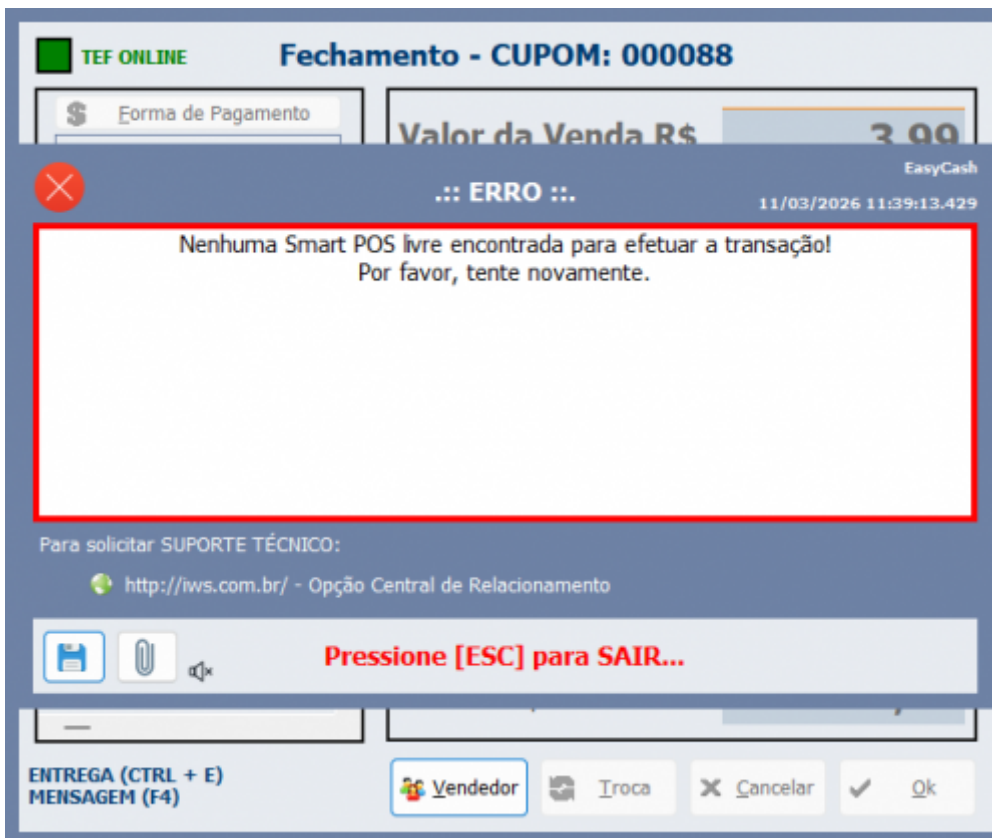 TEF ONLINE
Fechamento - CUPOM: 000088
Forma de Pagamento
Valor da Venda R$
3,99
EasyCash
.:: ERRO ::.
11/03/2026 11:39:13.429
Nenhuma Smart POS livre encontrada para efetuar a transação!
Por favor, tente novamente.
Para solicitar SUPORTE TÉCNICO:
http://iws.com.br/ - Opção Central de Relacionamento
Pressione [ESC] para SAIR...
ENTREGA (CTRL + E)
MENSAGEM (F4)
Vendedor
Troca
Cancelar
Ok